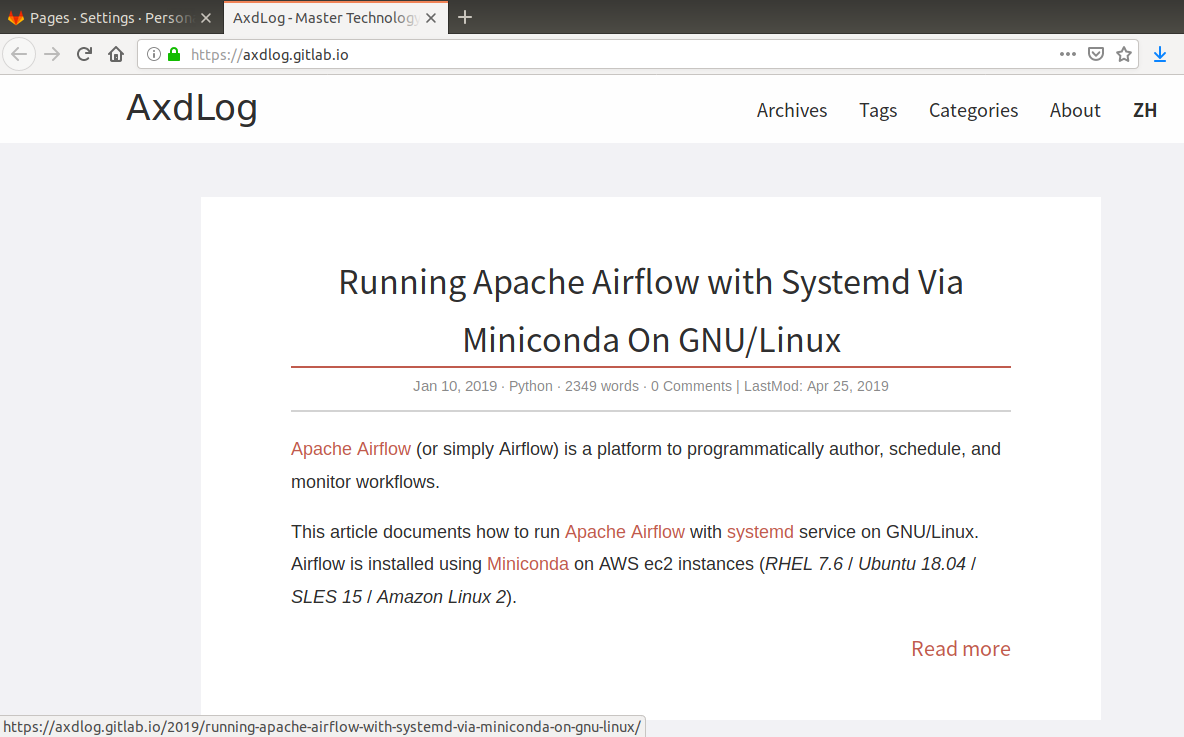 Pages · Settings · Person
AxdLog - Master Technology
https://axdlog.gitlab.io
AxdLog
Archives Tags Categories About ZH
Running Apache Airflow with Systemd Via
Miniconda On GNU/Linux
Jan 10, 2019 · Python · 2349 words · 0 Comments | LastMod: Apr 25, 2019
Apache Airflow (or simply Airflow) is a platform to programmatically author, schedule, and
monitor workflows.
This article documents how to run Apache Airflow with systemd service on GNU/Linux.
Airflow is installed using Miniconda on AWS ec2 instances (RHEL 7.6 / Ubuntu 18.04 /
SLES 15 / Amazon Linux 2).
Read more
https://axdlog.gitlab.io/2019/running-apache-airflow-with-systemd-via-miniconda-on-gnu-linux/